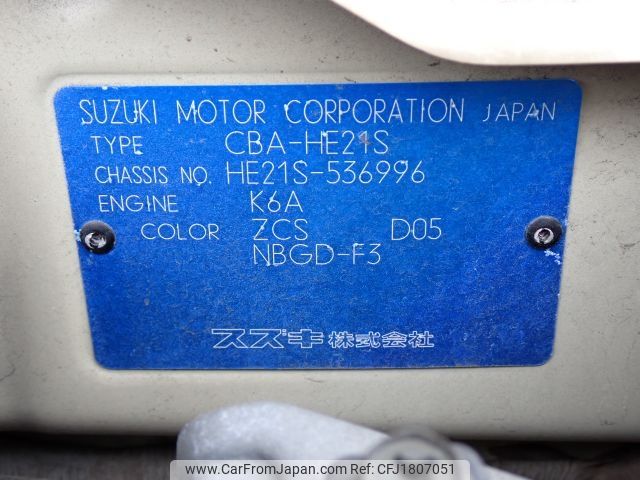 SUZUKI MOTOR CORPORATION JAPAN
TYPE CBA-HE21S
CHASSIS NO. HE21S-536996
ENGINE K6A
COLOR ZCS D05
NBGD-F3
スズキ株式会社
www.CarFromJapan.com | Photo Ref: CFJ1807051